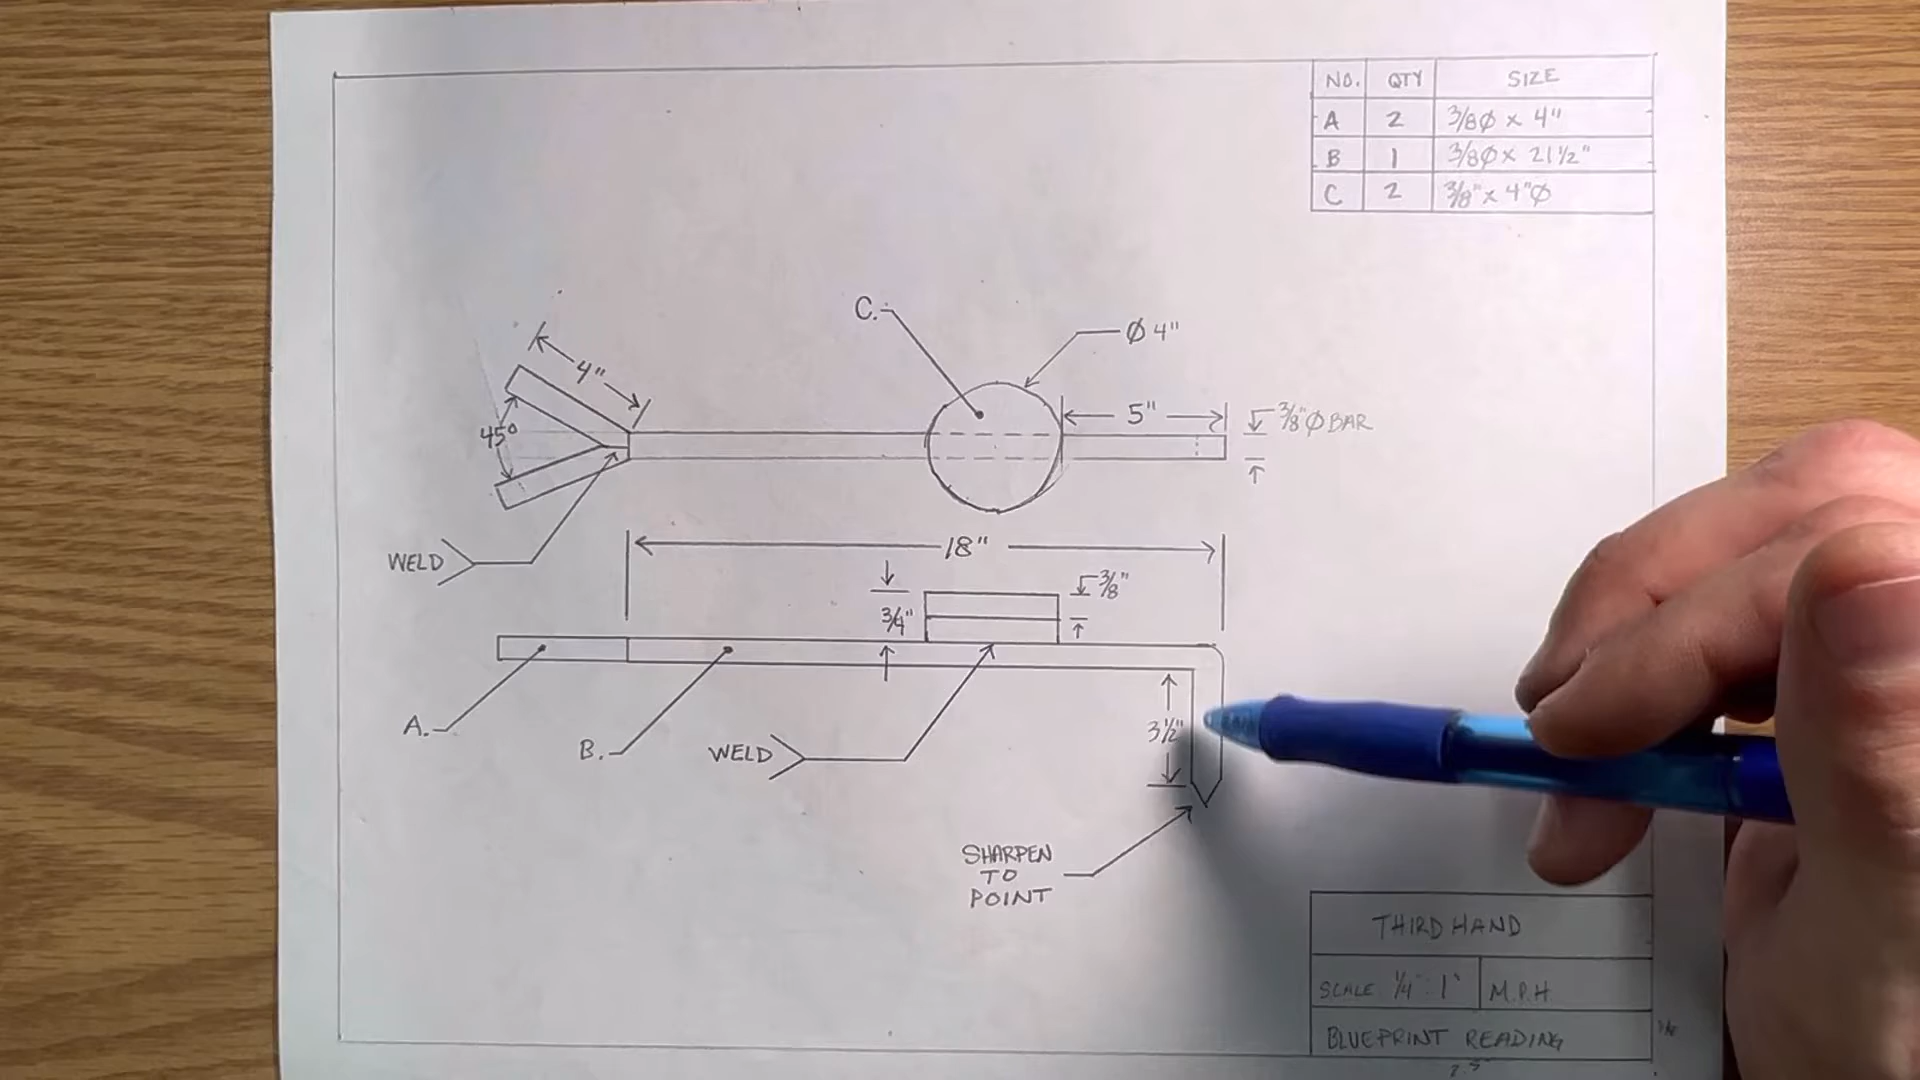 NO. QTY SIZE
A 2 3/8Ø x 4"
B 1 3/8Ø x 21 1/2"
C 2 3/8" x 4"Ø
C.
Ø 4"
4"
5"
3/8"Ø BAR
45°
WELD
18"
3/8"
3/4"
A.
B.
WELD
3 1/2"
SHARPEN
TO
POINT
THIRD HAND
SCALE 1/4" : 1" M.P.H
BLUEPRINT READING